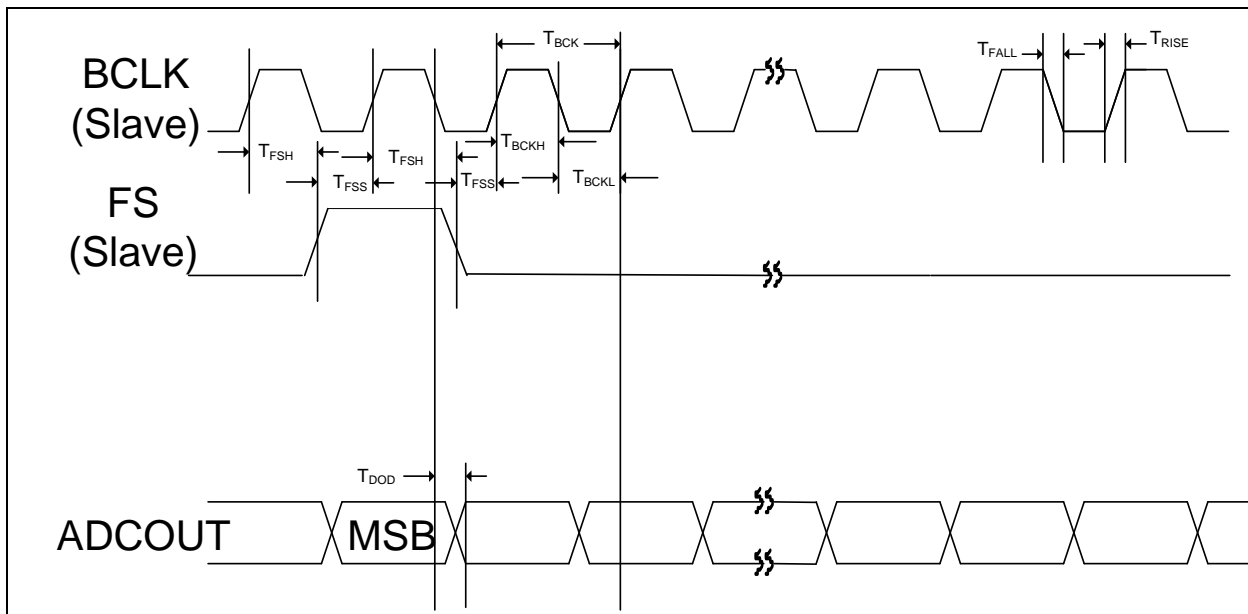 T_BCK
T_FALL
T_RISE
BCLK
(Slave)
T_FSH
T_FSH
T_BCKH
T_FSS
T_FSS
T_BCKL
FS
(Slave)
T_DOD
ADCOUT
MSB